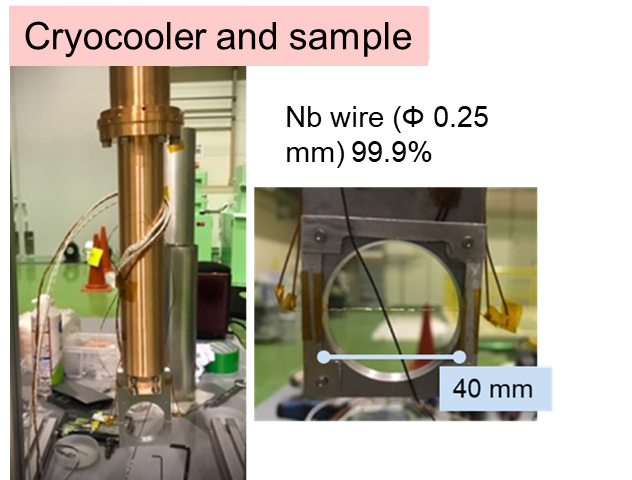 Cryocooler and sample
Nb wire (Φ 0.25
mm) 99.9%
40 mm